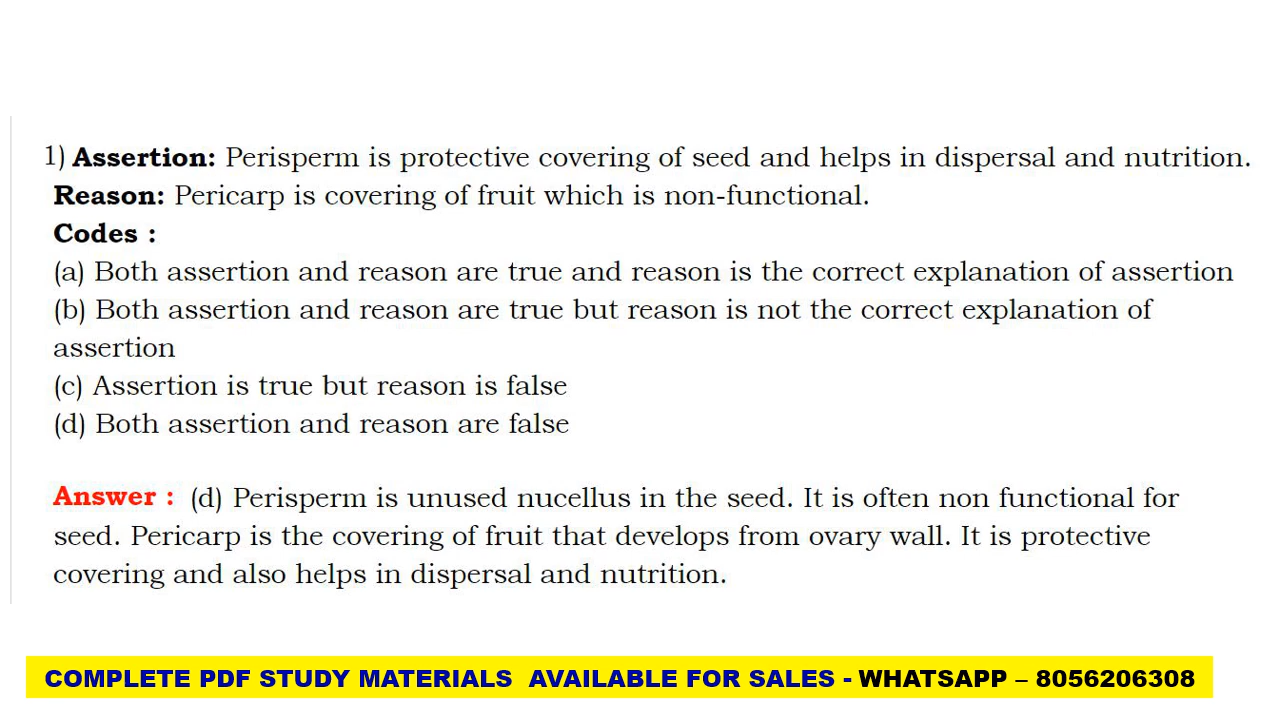 1) Assertion: Perisperm is protective covering of seed and helps in dispersal and nutrition.
Reason: Pericarp is covering of fruit which is non-functional.
Codes :
(a) Both assertion and reason are true and reason is the correct explanation of assertion
(b) Both assertion and reason are true but reason is not the correct explanation of
assertion
(c) Assertion is true but reason is false
(d) Both assertion and reason are false
Answer : (d) Perisperm is unused nucellus in the seed. It is often non functional for
seed. Pericarp is the covering of fruit that develops from ovary wall. It is protective
covering and also helps in dispersal and nutrition.
COMPLETE PDF STUDY MATERIALS AVAILABLE FOR SALES - WHATSAPP – 8056206308